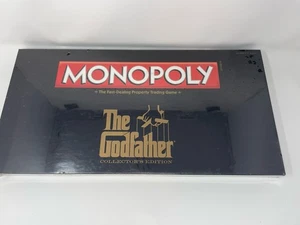 MONOPOLY
The Fast-Dealing Property Trading Game
The
Godfather
COLLECTOR'S EDITION